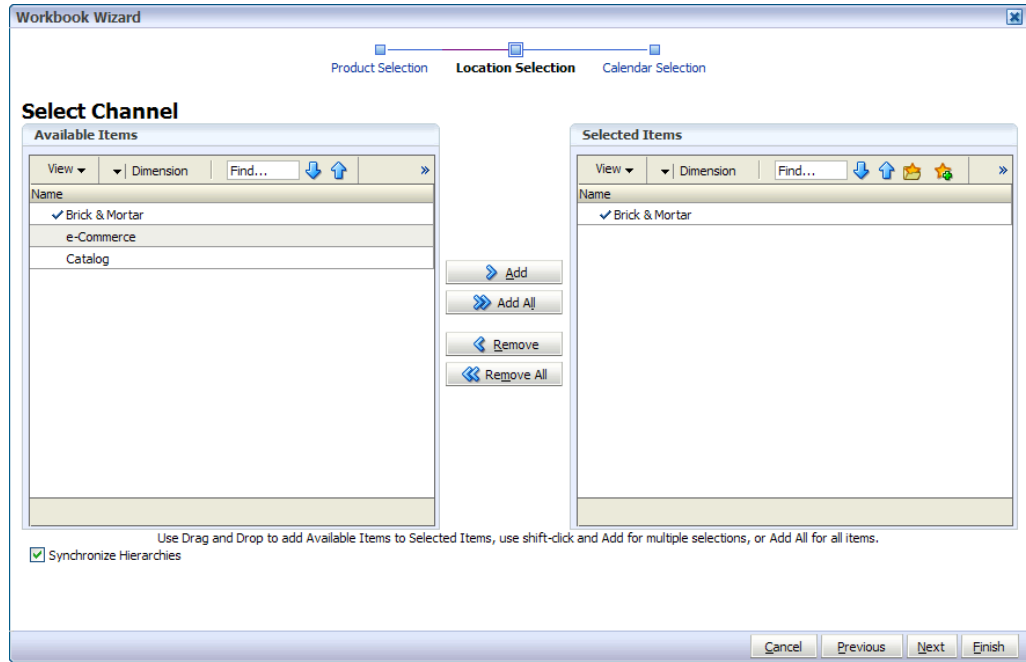 Workbook Wizard
Product Selection
Location Selection
Calendar Selection
Select Channel
Available Items
View
Dimension
Find...
»
Name
Brick & Mortar
e-Commerce
Catalog
Add
Add All
Remove
Remove All
Selected Items
View
Dimension
Find...
»
Name
Brick & Mortar
Use Drag and Drop to add Available Items to Selected Items, use shift-click and Add for multiple selections, or Add All for all items.
Synchronize Hierarchies
Cancel
Previous
Next
Finish